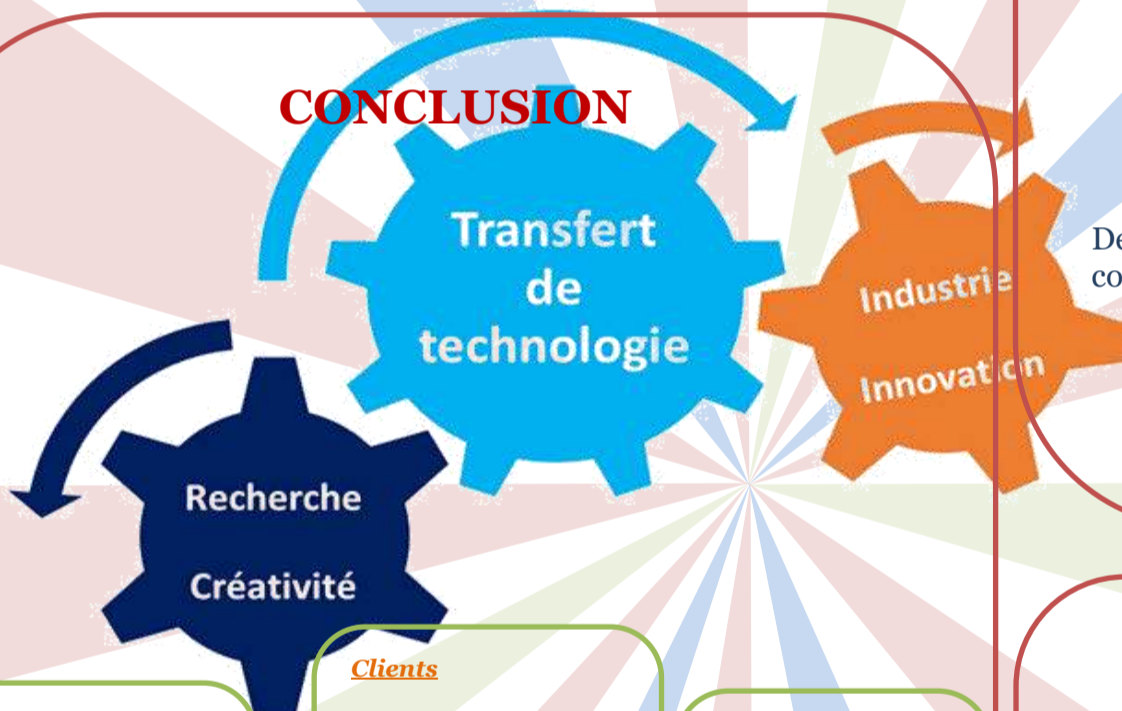 CONCLUSION
Transfert
de
technologie
Industrie
Innovation
Recherche
Créativité
Clients